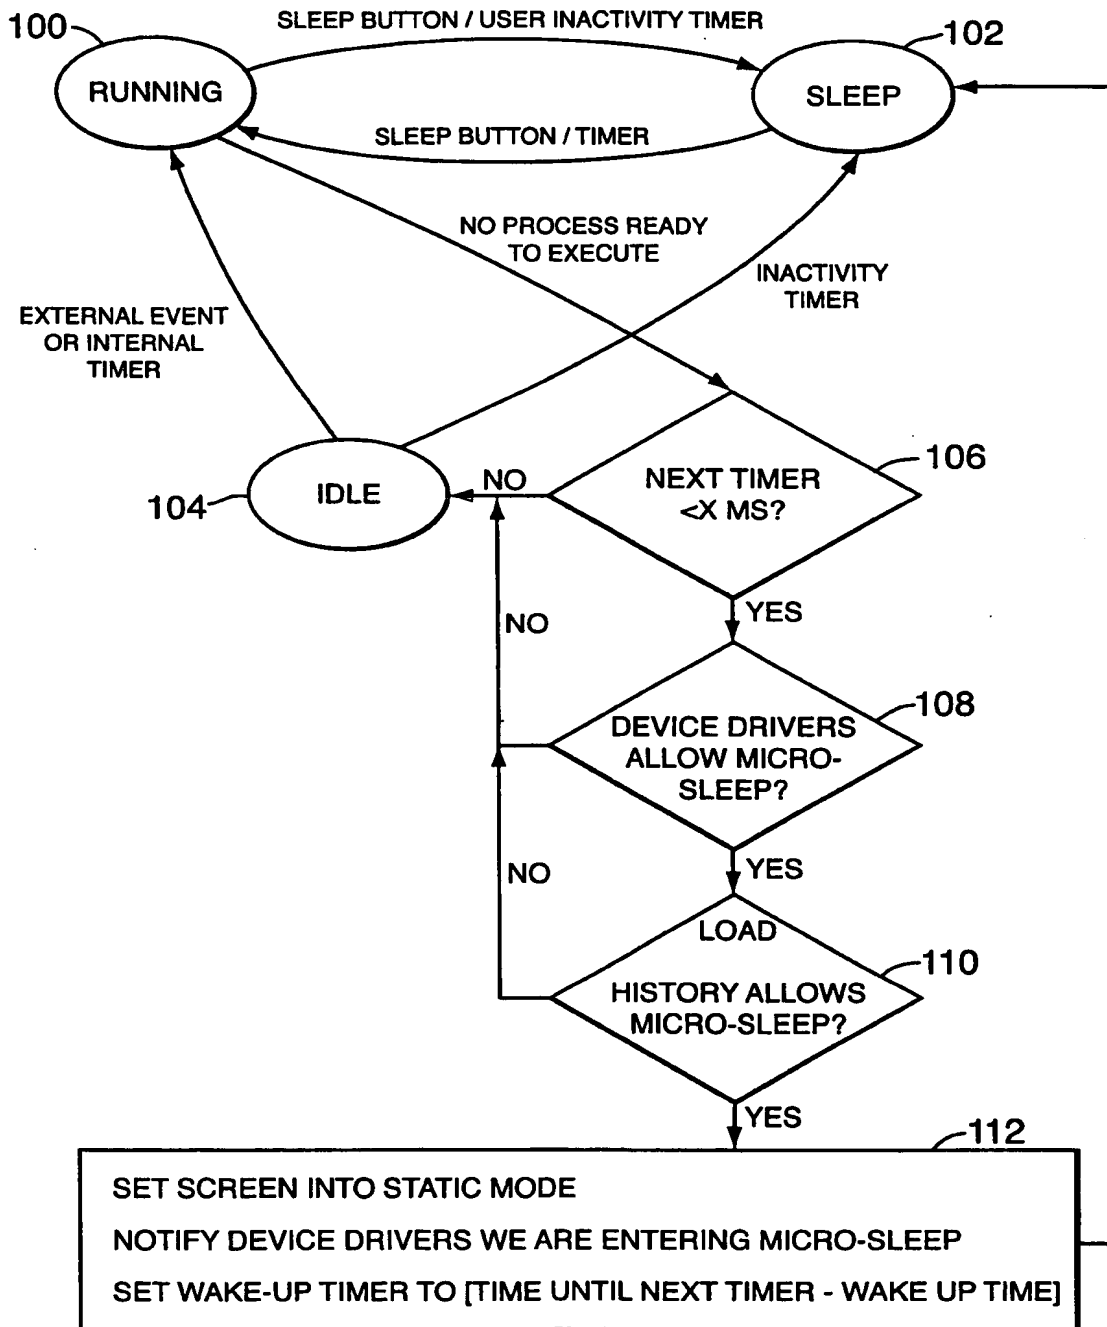 100
SLEEP BUTTON / USER INACTIVITY TIMER
102
RUNNING
SLEEP
SLEEP BUTTON / TIMER
NO PROCESS READY
TO EXECUTE
INACTIVITY
TIMER
EXTERNAL EVENT
OR INTERNAL
TIMER
106
104
IDLE
NO
NEXT TIMER
<X MS?
YES
NO
108
DEVICE DRIVERS
ALLOW MICRO-
SLEEP?
YES
NO
LOAD
110
HISTORY ALLOWS
MICRO-SLEEP?
YES
112
SET SCREEN INTO STATIC MODE
NOTIFY DEVICE DRIVERS WE ARE ENTERING MICRO-SLEEP
SET WAKE-UP TIMER TO [TIME UNTIL NEXT TIMER - WAKE UP TIME]